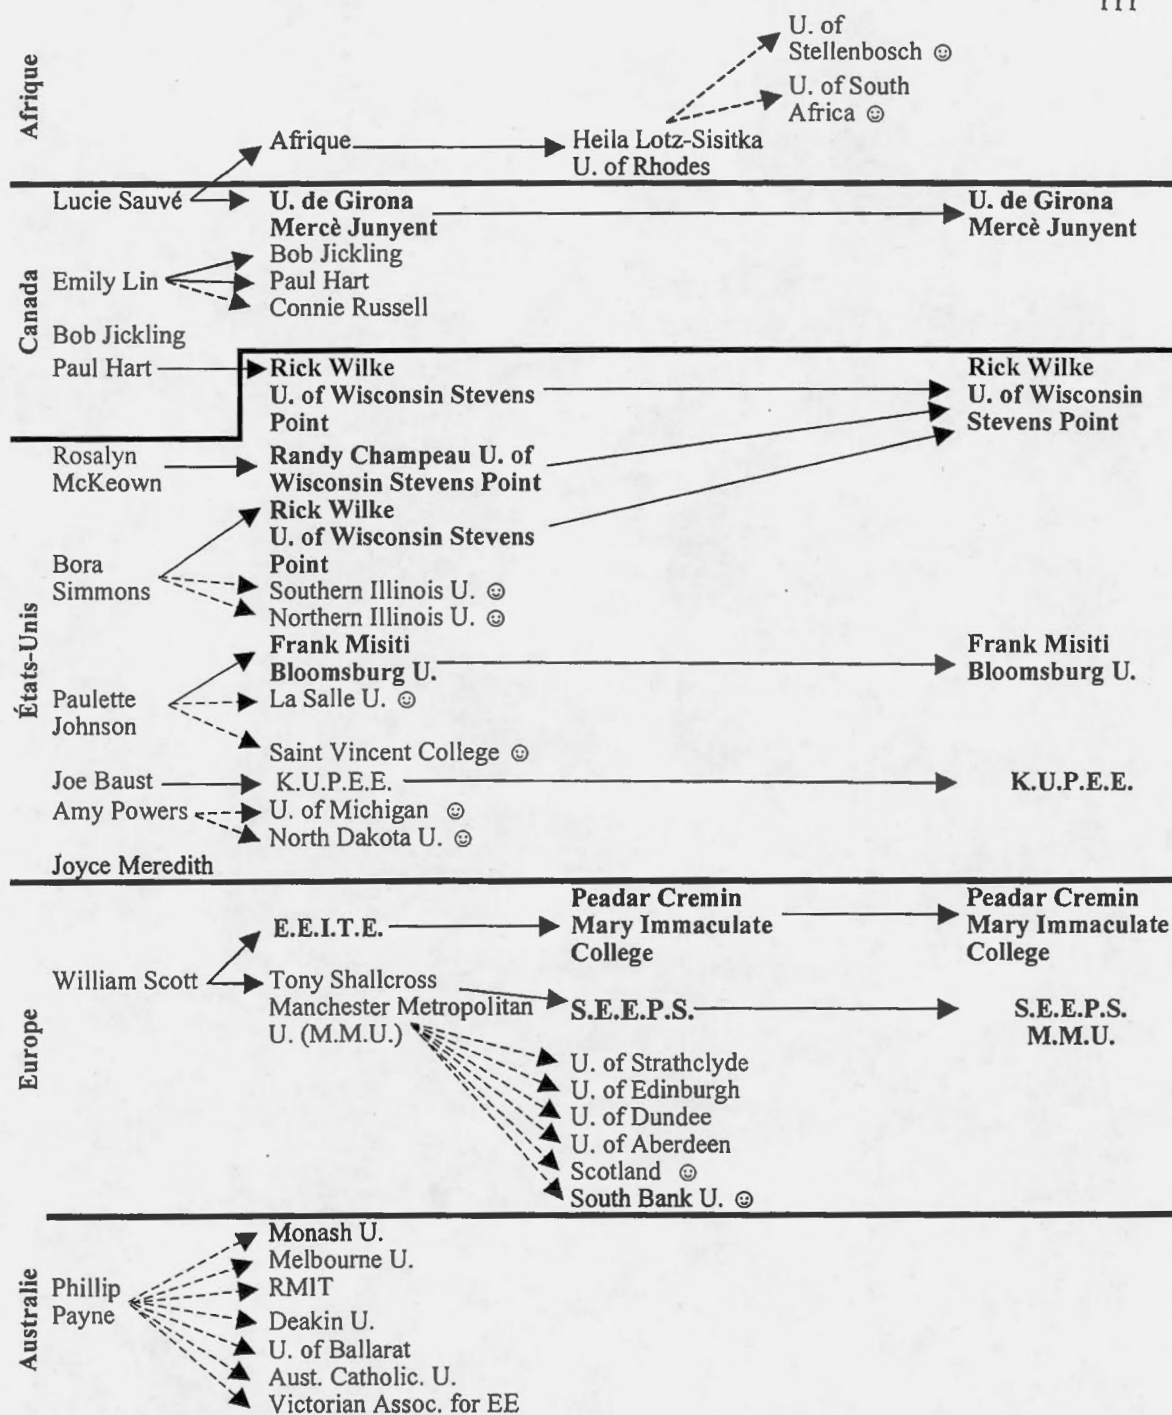 Afrique
U. of
Stellenbosch ☺
U. of South
Africa ☺
Afrique
Heila Lotz-Sisitka
U. of Rhodes
Canada
Lucie Sauvé
U. de Girona
Mercè Junyent
U. de Girona
Mercè Junyent
Emily Lin
Bob Jickling
Paul Hart
Connie Russell
Bob Jickling
Paul Hart
Rick Wilke
U. of Wisconsin Stevens
Point
Rick Wilke
U. of Wisconsin
Stevens Point
États-Unis
Rosalyn
McKeown
Randy Champeau U. of
Wisconsin Stevens Point
Bora
Simmons
Rick Wilke
U. of Wisconsin Stevens
Point
Southern Illinois U. ☺
Northern Illinois U. ☺
Paulette
Johnson
Frank Misiti
Bloomsburg U.
La Salle U. ☺
Saint Vincent College ☺
Frank Misiti
Bloomsburg U.
Joe Baust
K.U.P.E.E.
K.U.P.E.E.
Amy Powers
U. of Michigan ☺
North Dakota U. ☺
Joyce Meredith
Europe
William Scott
E.E.I.T.E.
Peadar Cremin
Mary Immaculate
College
Peadar Cremin
Mary Immaculate
College
Tony Shallcross
Manchester Metropolitan
U. (M.M.U.)
S.E.E.P.S.
S.E.E.P.S.
M.M.U.
U. of Strathclyde
U. of Edinburgh
U. of Dundee
U. of Aberdeen
Scotland ☺
South Bank U. ☺
Australie
Phillip
Payne
Monash U.
Melbourne U.
RMIT
Deakin U.
U. of Ballarat
Aust. Catholic. U.
Victorian Assoc. for EE